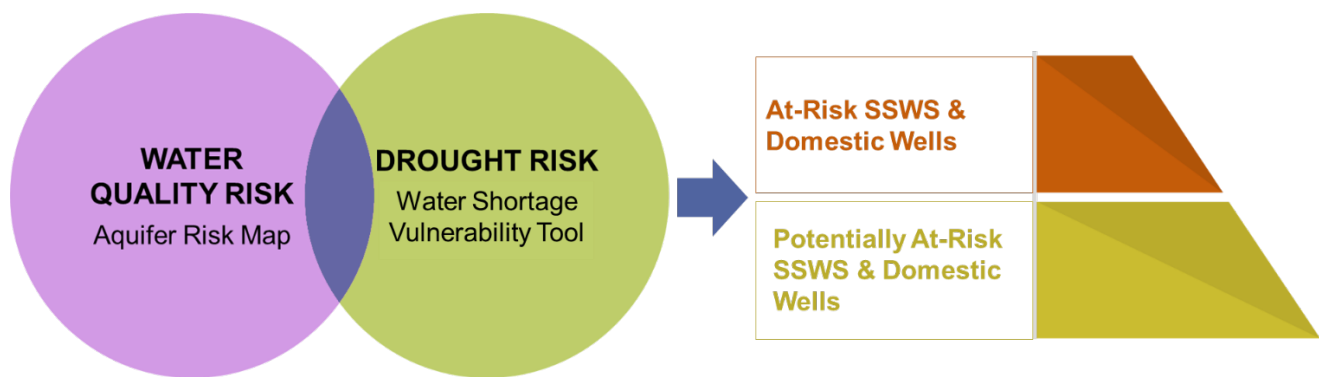 WATER
QUALITY RISK
Aquifer Risk Map
DROUGHT RISK
Water Shortage
Vulnerability Tool
At-Risk SSWS &
Domestic Wells
Potentially At-Risk
SSWS & Domestic
Wells